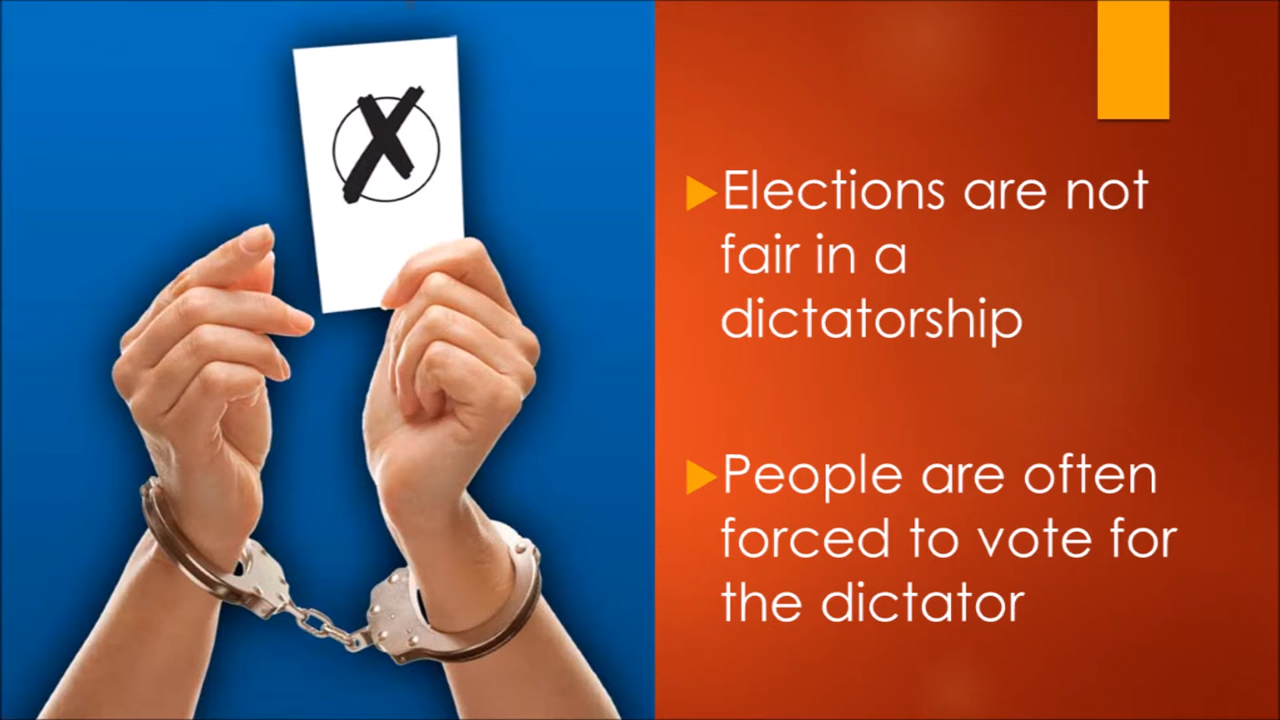 Elections are not
fair in a
dictatorship
People are often
forced to vote for
the dictator